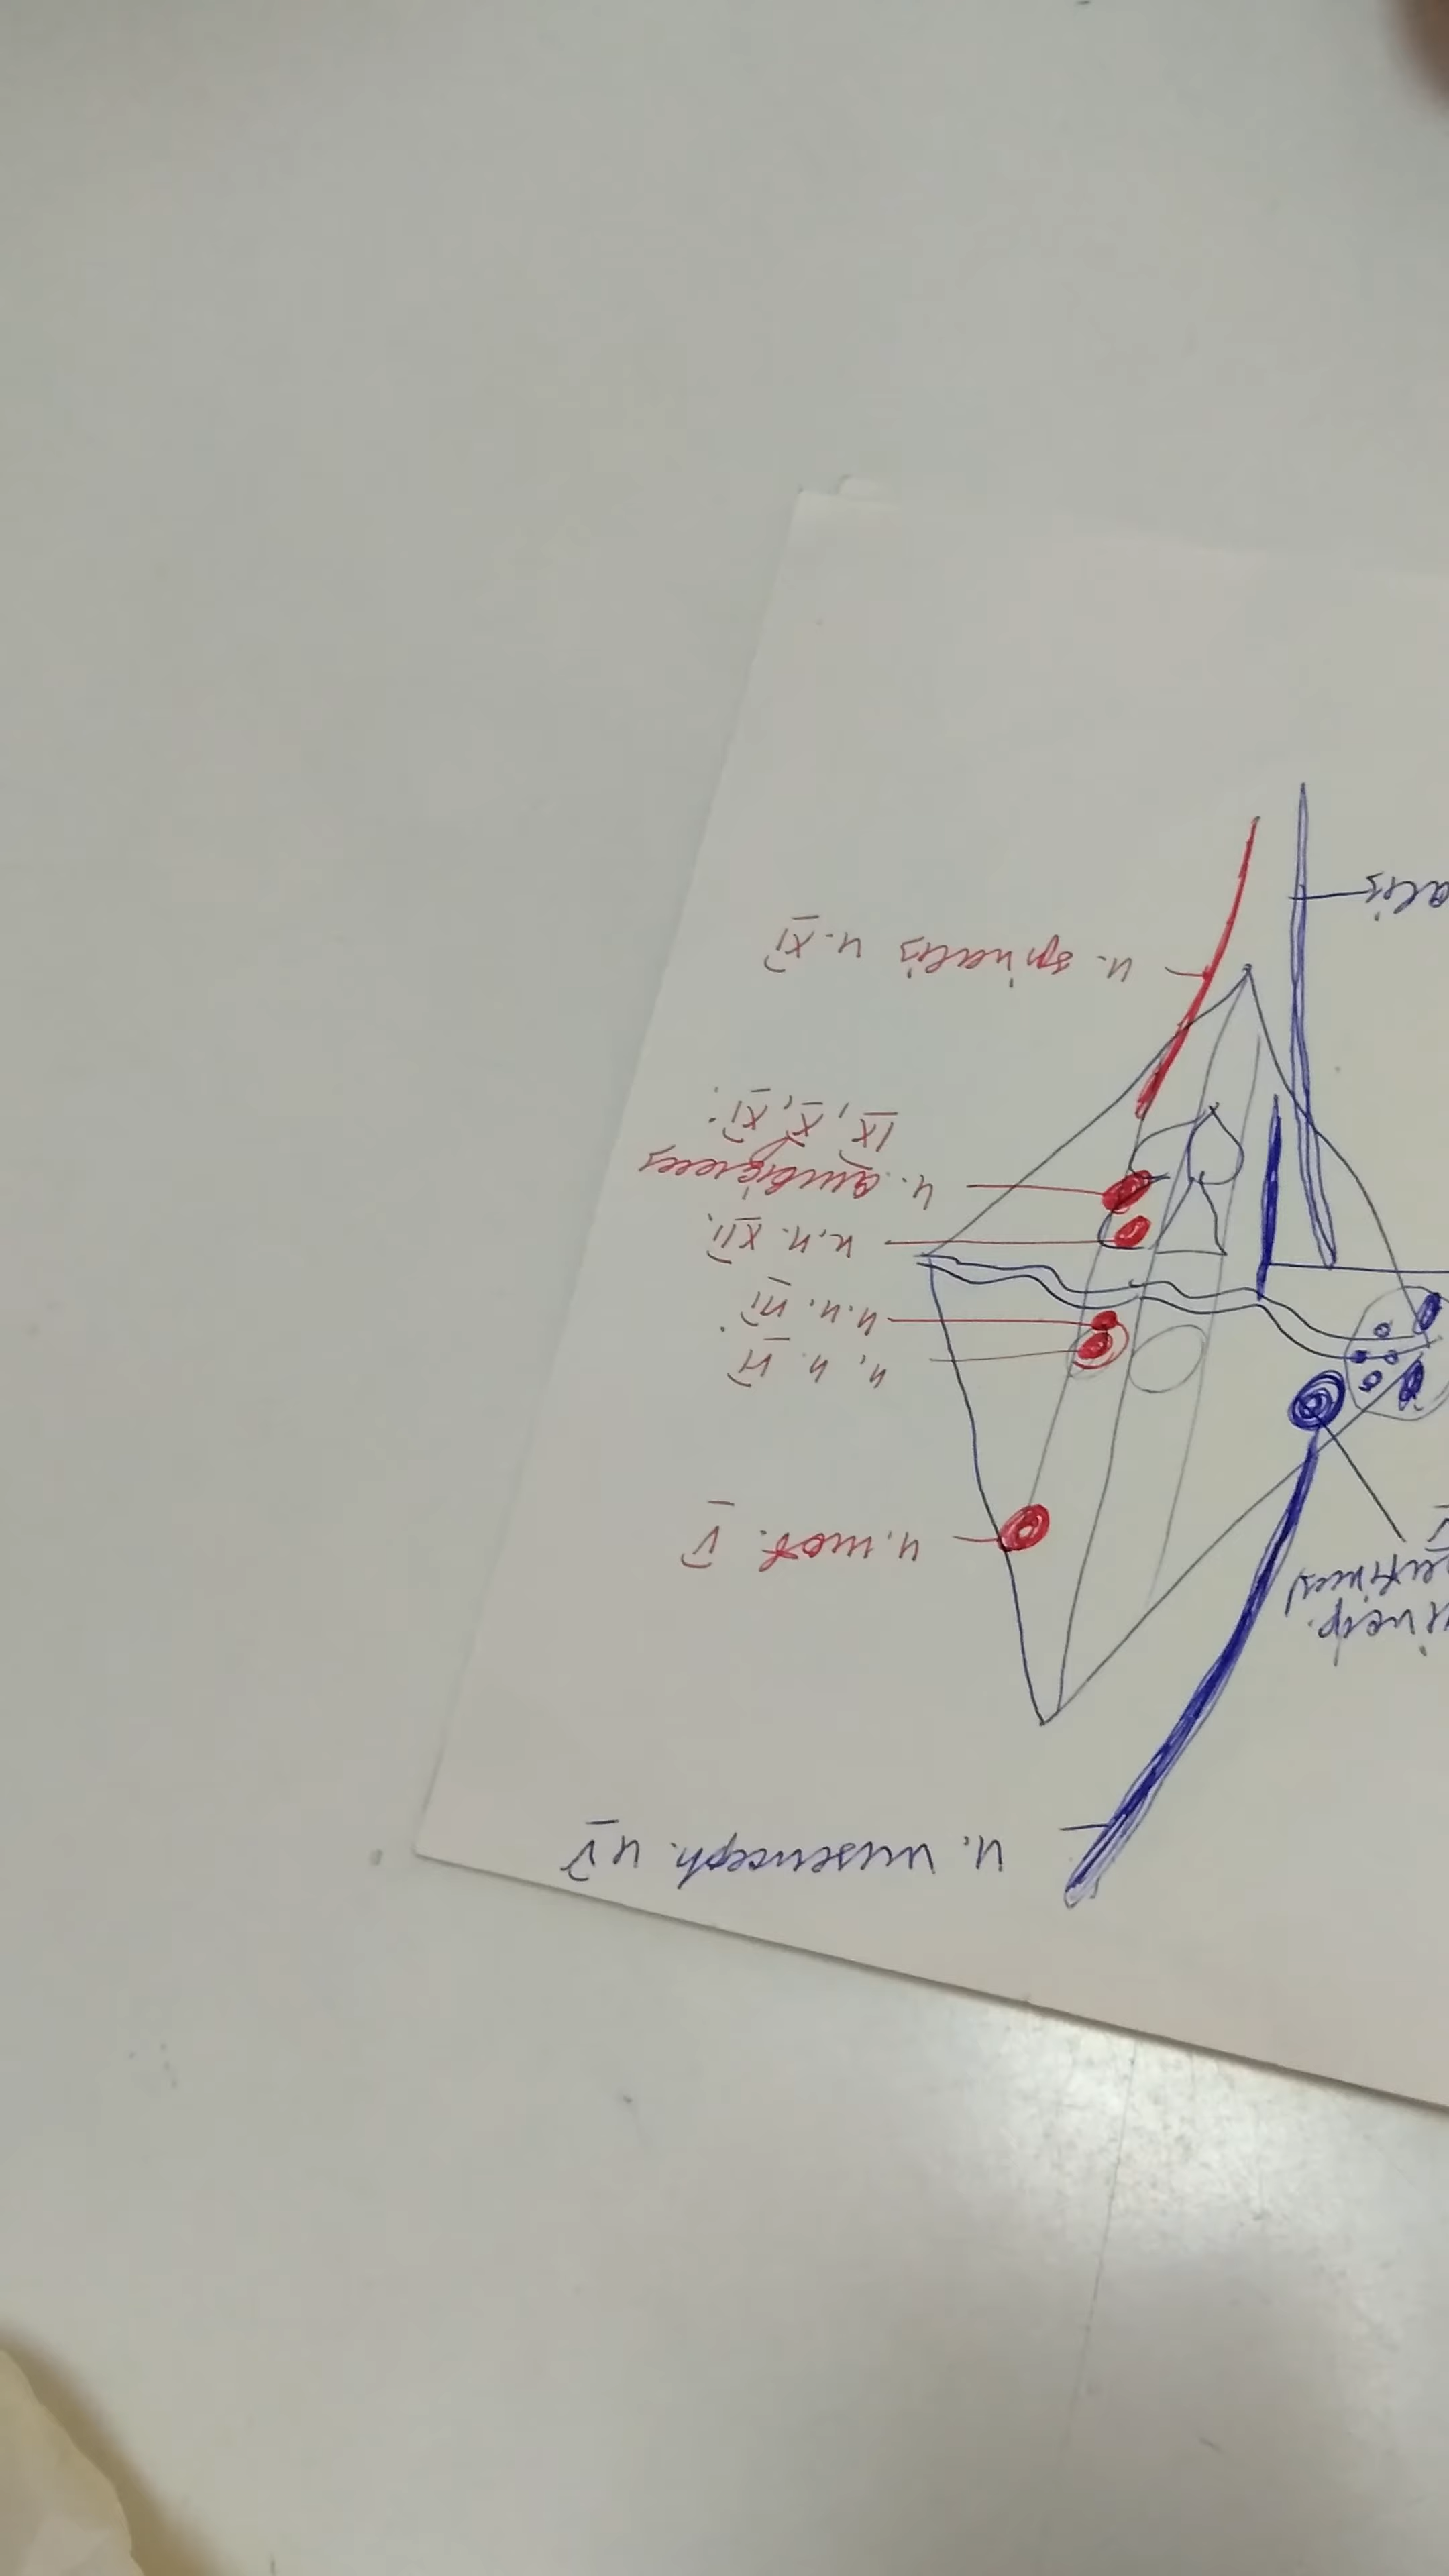 n. mesenceph. n V
n. mot. V
n. n. VI
n. n. VII
n. n. XII.
n. ambiguus
IX, X, XI.
n. spinalis n. XI